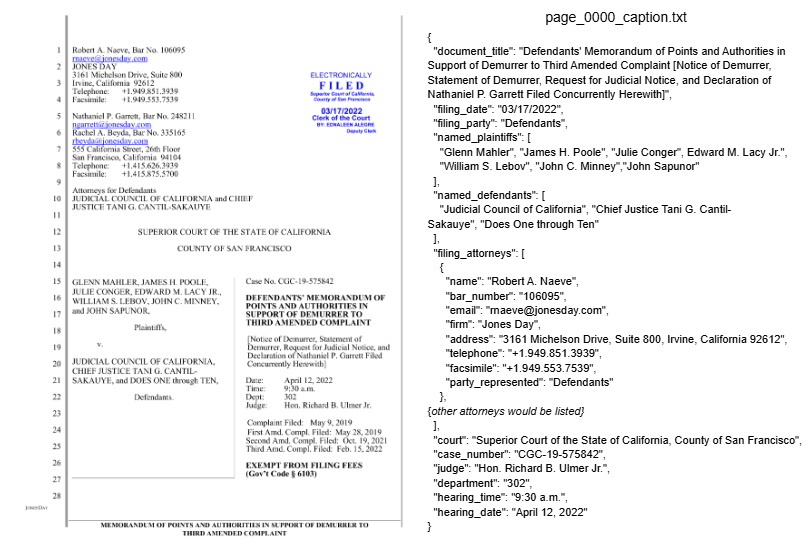 1 Robert A. Naeve, Bar No. 106095
rnaeve@jonesday.com
2 JONES DAY
3161 Michelson Drive, Suite 800
3 Irvine, California 92612
Telephone: +1.949.851.3939
4 Facsimile: +1.949.553.7539
5 Nathaniel P. Garrett, Bar No. 248211
ngarrett@jonesday.com
6 Rachel A. Beyda, Bar No. 335165
rbeyda@jonesday.com
7 555 California Street, 26th Floor
San Francisco, California 94104
8 Telephone: +1.415.626.3939
Facsimile: +1.415.875.5700
9
Attorneys for Defendants
10 JUDICIAL COUNCIL OF CALIFORNIA and CHIEF
JUSTICE TANI G. CANTIL-SAKAUYE
11
ELECTRONICALLY
FILED
Superior Court of California,
County of San Francisco
03/17/2022
Clerk of the Court
BY: EDNALEEN ALEGRE
Deputy Clerk
12 SUPERIOR COURT OF THE STATE OF CALIFORNIA
13 COUNTY OF SAN FRANCISCO
14
15 GLENN MAHLER, JAMES H. POOLE,
JULIE CONGER, EDWARD M. LACY JR.,
16 WILLIAM S. LEBOV, JOHN C. MINNEY,
and JOHN SAPUNOR,
17
Plaintiffs,
18
v.
19
20 JUDICIAL COUNCIL OF CALIFORNIA,
CHIEF JUSTICE TANI G. CANTIL-
21 SAKAUYE, and DOES ONE through TEN,
22 Defendants.
23
24
25
26
27
28
Case No. CGC-19-575842
DEFENDANTS' MEMORANDUM OF
POINTS AND AUTHORITIES IN
SUPPORT OF DEMURRER TO
THIRD AMENDED COMPLAINT
[Notice of Demurrer, Statement of
Demurrer, Request for Judicial Notice, and
Declaration of Nathaniel P. Garrett Filed
Concurrently Herewith]
Date: April 12, 2022
Time: 9:30 a.m.
Dept: 302
Judge: Hon. Richard B. Ulmer Jr.
Complaint Filed: May 9, 2019
First Amd. Compl. Filed: May 28, 2019
Second Amd. Compl. Filed: Oct. 19, 2021
Third Amd. Compl. Filed: Feb. 15, 2022
EXEMPT FROM FILING FEES
(Gov't Code § 6103)
JONES DAY
MEMORANDUM OF POINTS AND AUTHORITIES IN SUPPORT OF DEMURRER TO
THIRD AMENDED COMPLAINT
page_0000_caption.txt
{
"document_title": "Defendants' Memorandum of Points and Authorities in
Support of Demurrer to Third Amended Complaint [Notice of Demurrer,
Statement of Demurrer, Request for Judicial Notice, and Declaration of
Nathaniel P. Garrett Filed Concurrently Herewith]",
"filing_date": "03/17/2022",
"filing_party": "Defendants",
"named_plaintiffs": [
"Glenn Mahler", "James H. Poole", "Julie Conger", Edward M. Lacy Jr.",
"William S. Lebov", "John C. Minney","John Sapunor"
],
"named_defendants": [
"Judicial Council of California", "Chief Justice Tani G. Cantil-
Sakauye", "Does One through Ten"
],
"filing_attorneys": [
{
"name": "Robert A. Naeve",
"bar_number": "106095",
"email": "rnaeve@jonesday.com",
"firm": "Jones Day",
"address": "3161 Michelson Drive, Suite 800, Irvine, California 92612",
"telephone": "+1.949.851.3939",
"facsimile": "+1.949.553.7539",
"party_represented": "Defendants"
},
{other attorneys would be listed}
],
"court": "Superior Court of the State of California, County of San Francisco",
"case_number": "CGC-19-575842",
"judge": "Hon. Richard B. Ulmer Jr.",
"department": "302",
"hearing_time": "9:30 a.m.",
"hearing_date": "April 12, 2022"
}